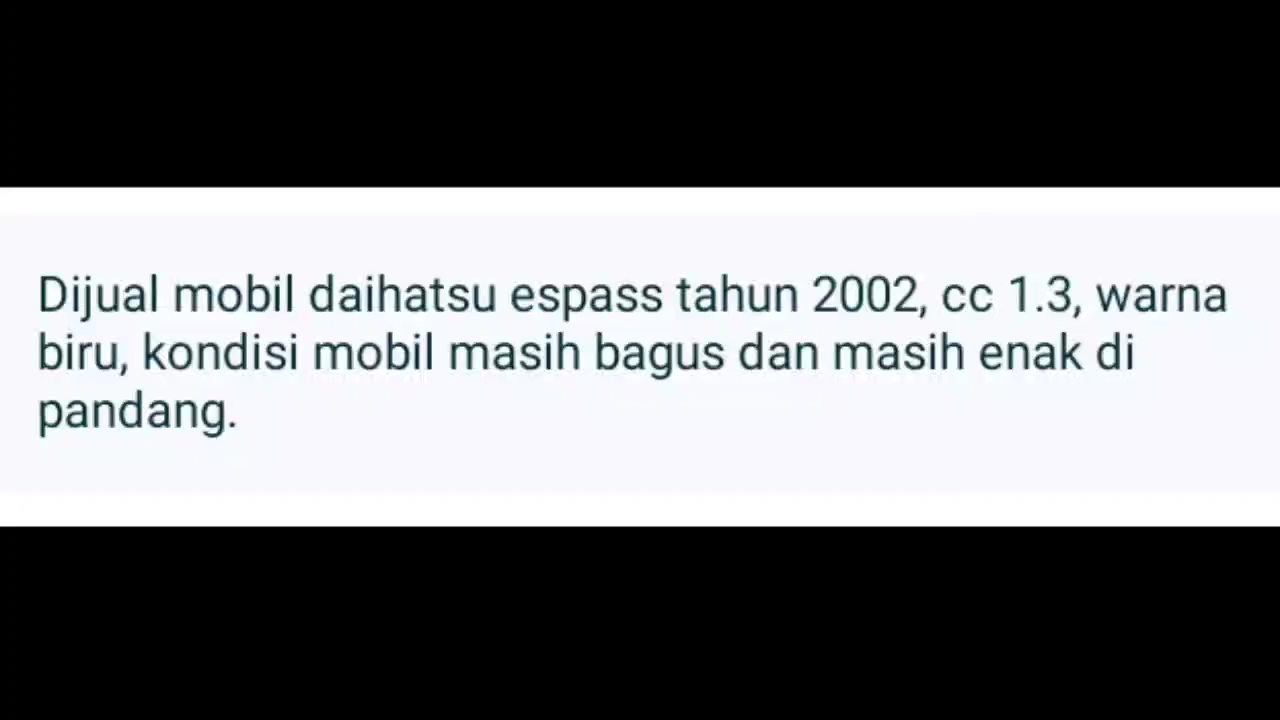 Dijual mobil daihatsu espass tahun 2002, cc 1.3, warna
biru, kondisi mobil masih bagus dan masih enak di
pandang.